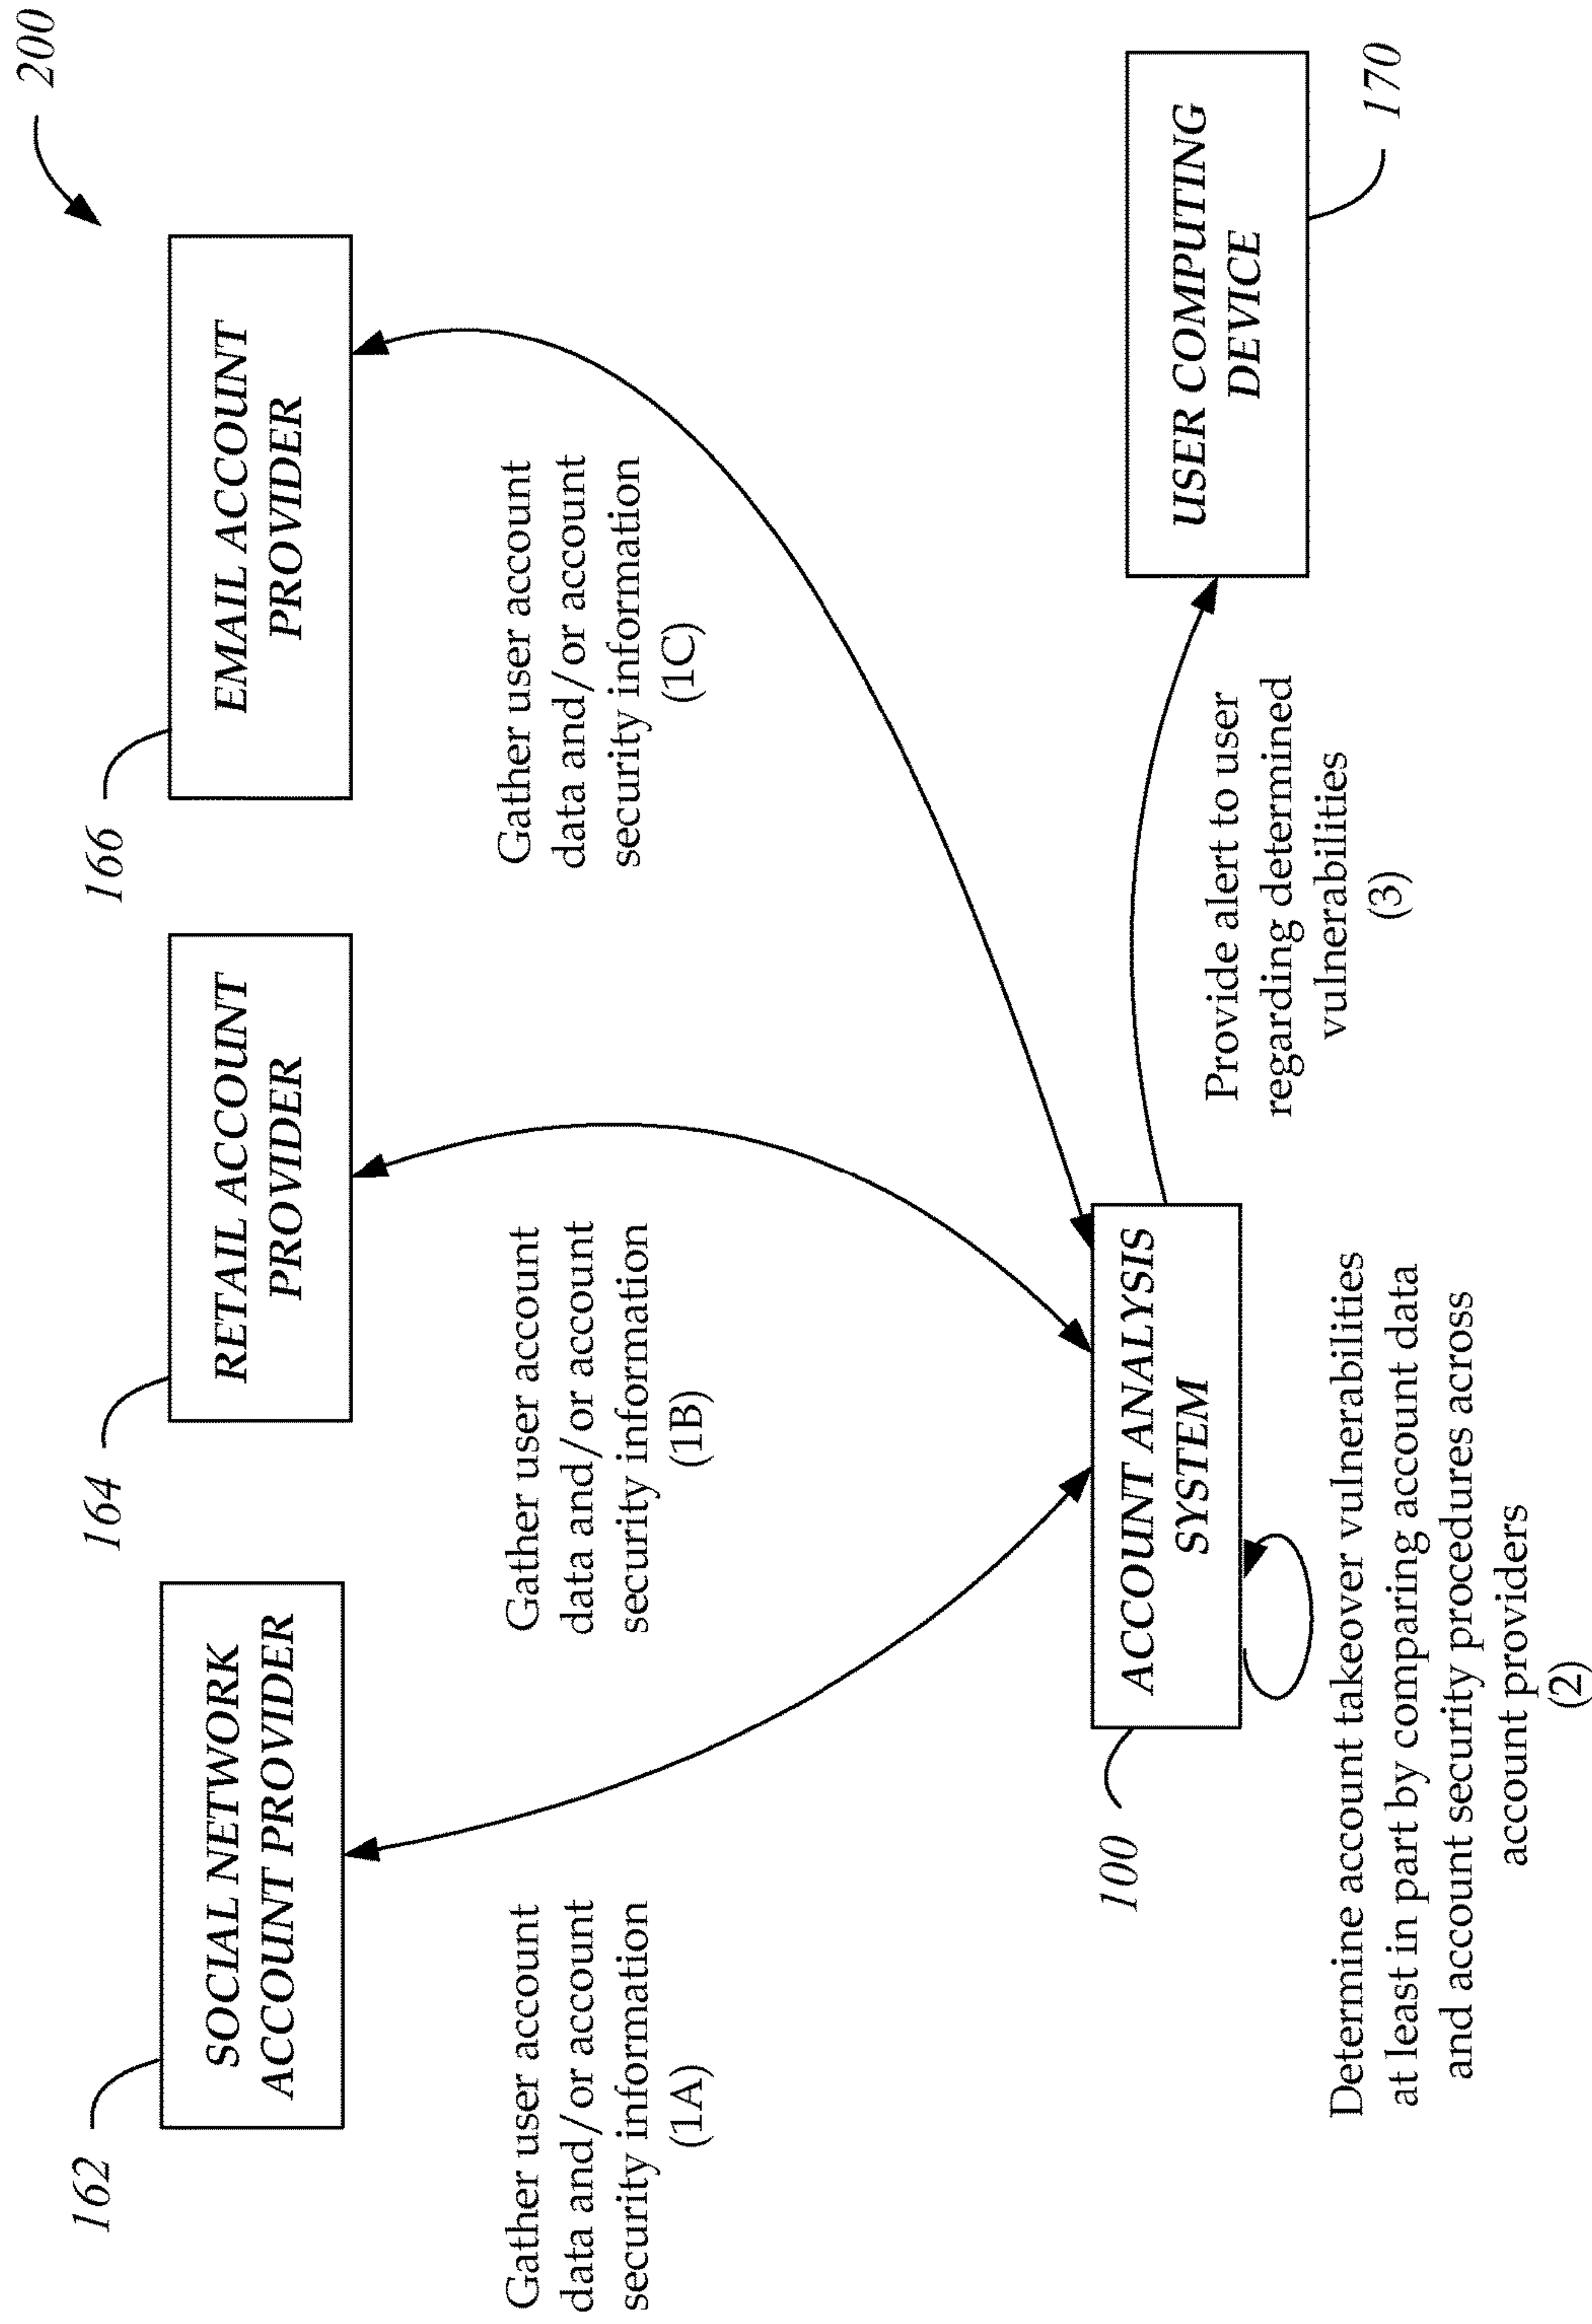 200
162
SOCIAL NETWORK
ACCOUNT PROVIDER
164
RETAIL ACCOUNT
PROVIDER
166
EMAIL ACCOUNT
PROVIDER
Gather user account
data and/or account
security information
(1A)
Gather user account
data and/or account
security information
(1B)
Gather user account
data and/or account
security information
(1C)
100
ACCOUNT ANALYSIS
SYSTEM
USER COMPUTING
DEVICE
170
Provide alert to user
regarding determined
vulnerabilities
(3)
Determine account takeover vulnerabilities
at least in part by comparing account data
and account security procedures across
account providers
(2)